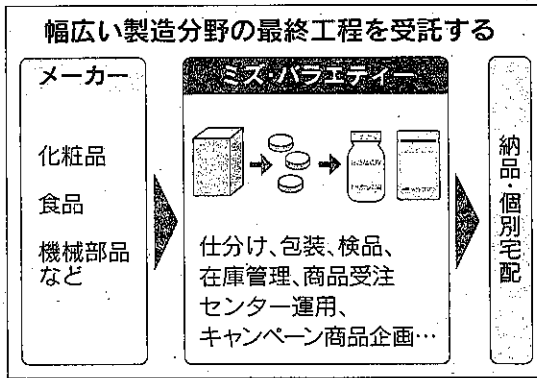 幅広い製造分野の最終工程を受託する
メーカー
化粧品
食品
機械部品
など
ミズ・バラエティー
仕分け、包装、検品、
在庫管理、商品受注
センター運用、
キャンペーン商品企画…
納品・個別宅配